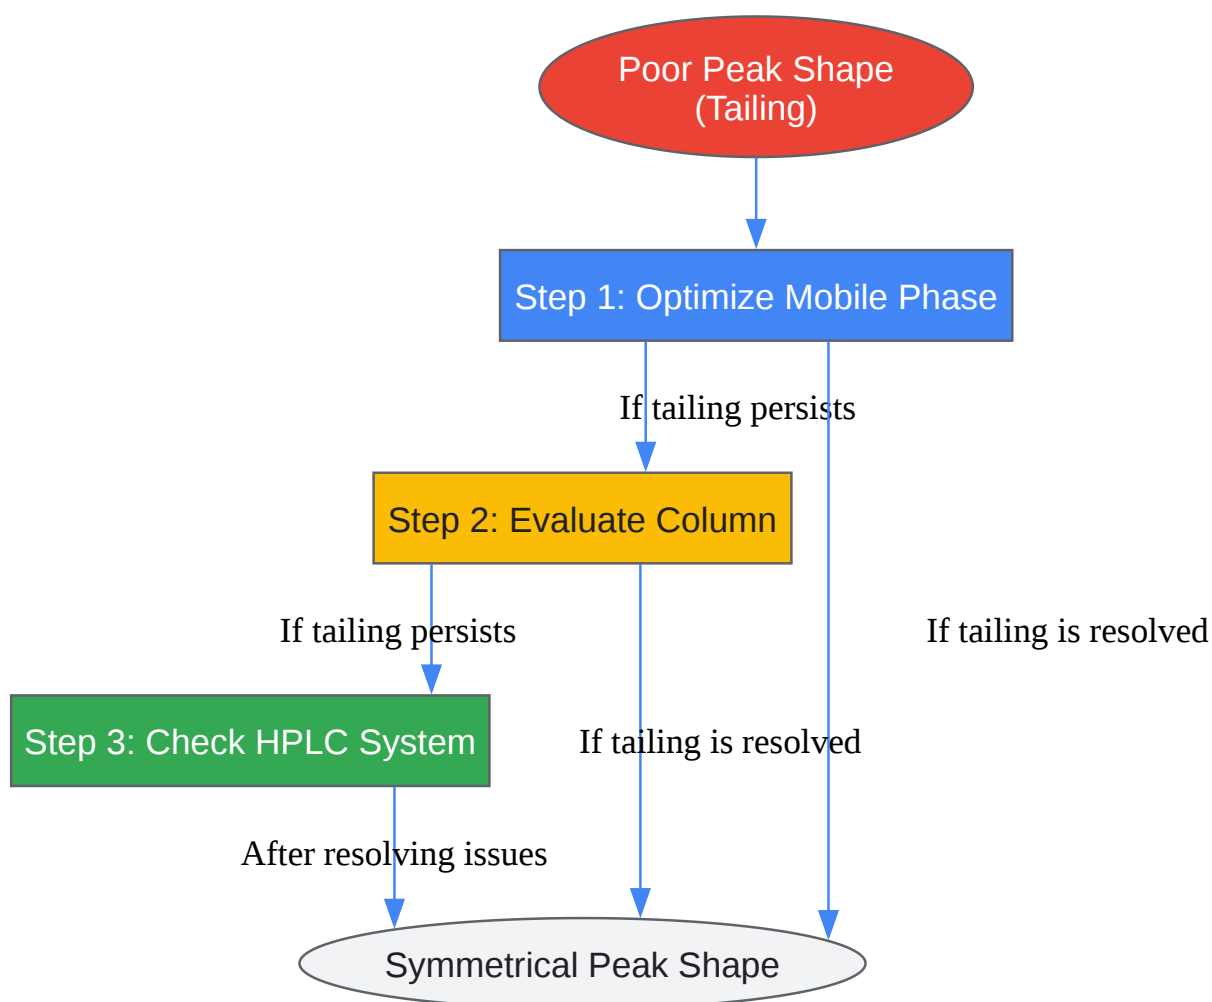 Poor Peak Shape
(Tailing)
Step 1: Optimize Mobile Phase
If tailing persists
Step 2: Evaluate Column
If tailing persists
If tailing is resolved
Step 3: Check HPLC System
If tailing is resolved
After resolving issues
Symmetrical Peak Shape